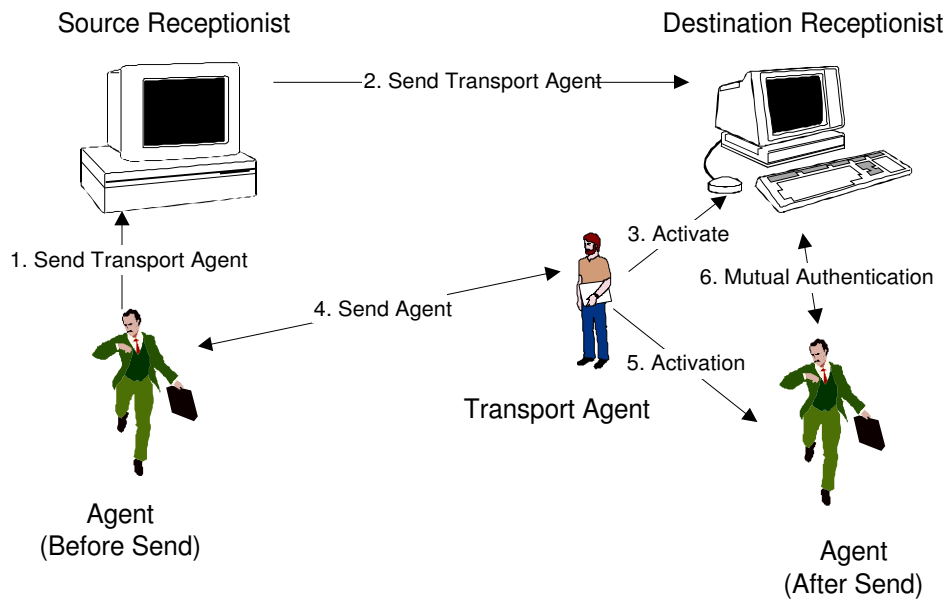 Source Receptionist
Destination Receptionist
2. Send Transport Agent
3. Activate
1. Send Transport Agent
6. Mutual Authentication
4. Send Agent
5. Activation
Transport Agent
Agent
(Before Send)
Agent
(After Send)